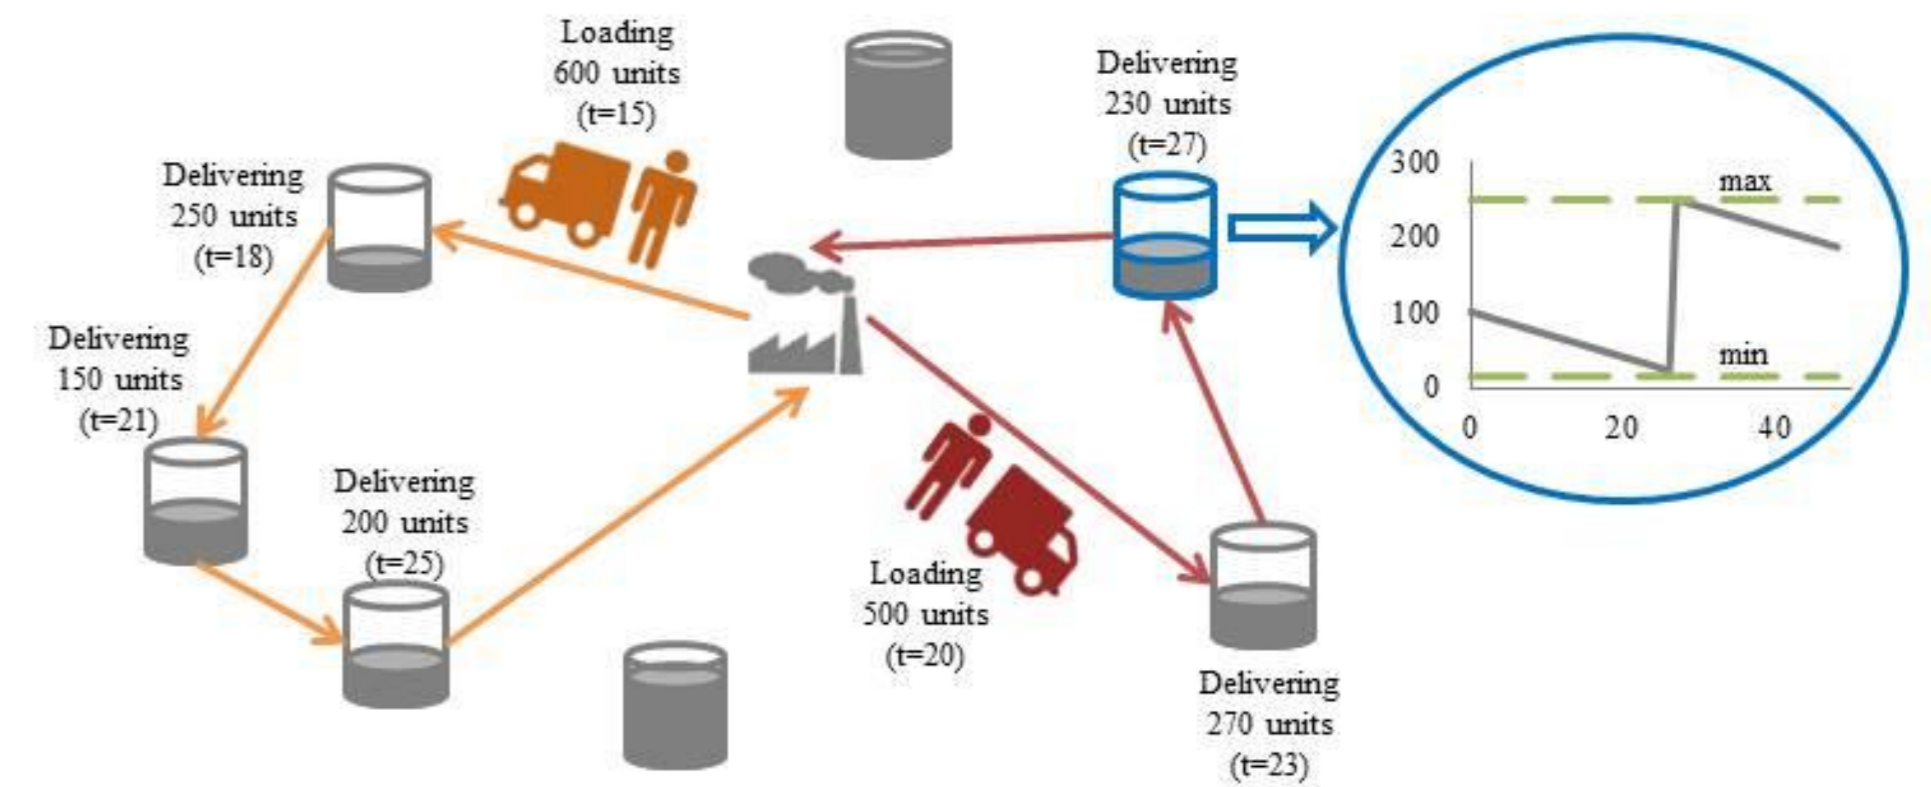 Loading
600 units
(t=15)
Delivering
230 units
(t=27)
Delivering
250 units
(t=18)
Delivering
150 units
(t=21)
Delivering
200 units
(t=25)
Loading
500 units
(t=20)
Delivering
270 units
(t=23)
300
200
100
0
max
min
0
20
40